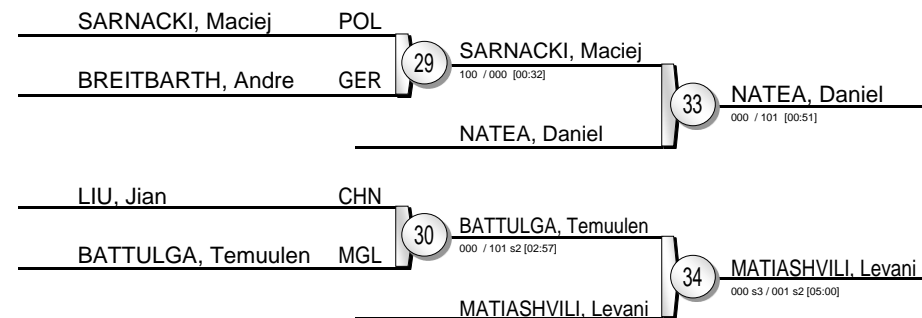 SARNACKI, Maciej POL
29
SARNACKI, Maciej
100 / 000 [00:32]
BREITBARTH, Andre GER
33
NATEA, Daniel
000 / 101 [00:51]
NATEA, Daniel
LIU, Jian CHN
30
BATTULGA, Temuulen
000 / 101 s2 [02:57]
BATTULGA, Temuulen MGL
34
MATIASHVILI, Levani
000 s3 / 001 s2 [05:00]
MATIASHVILI, Levani